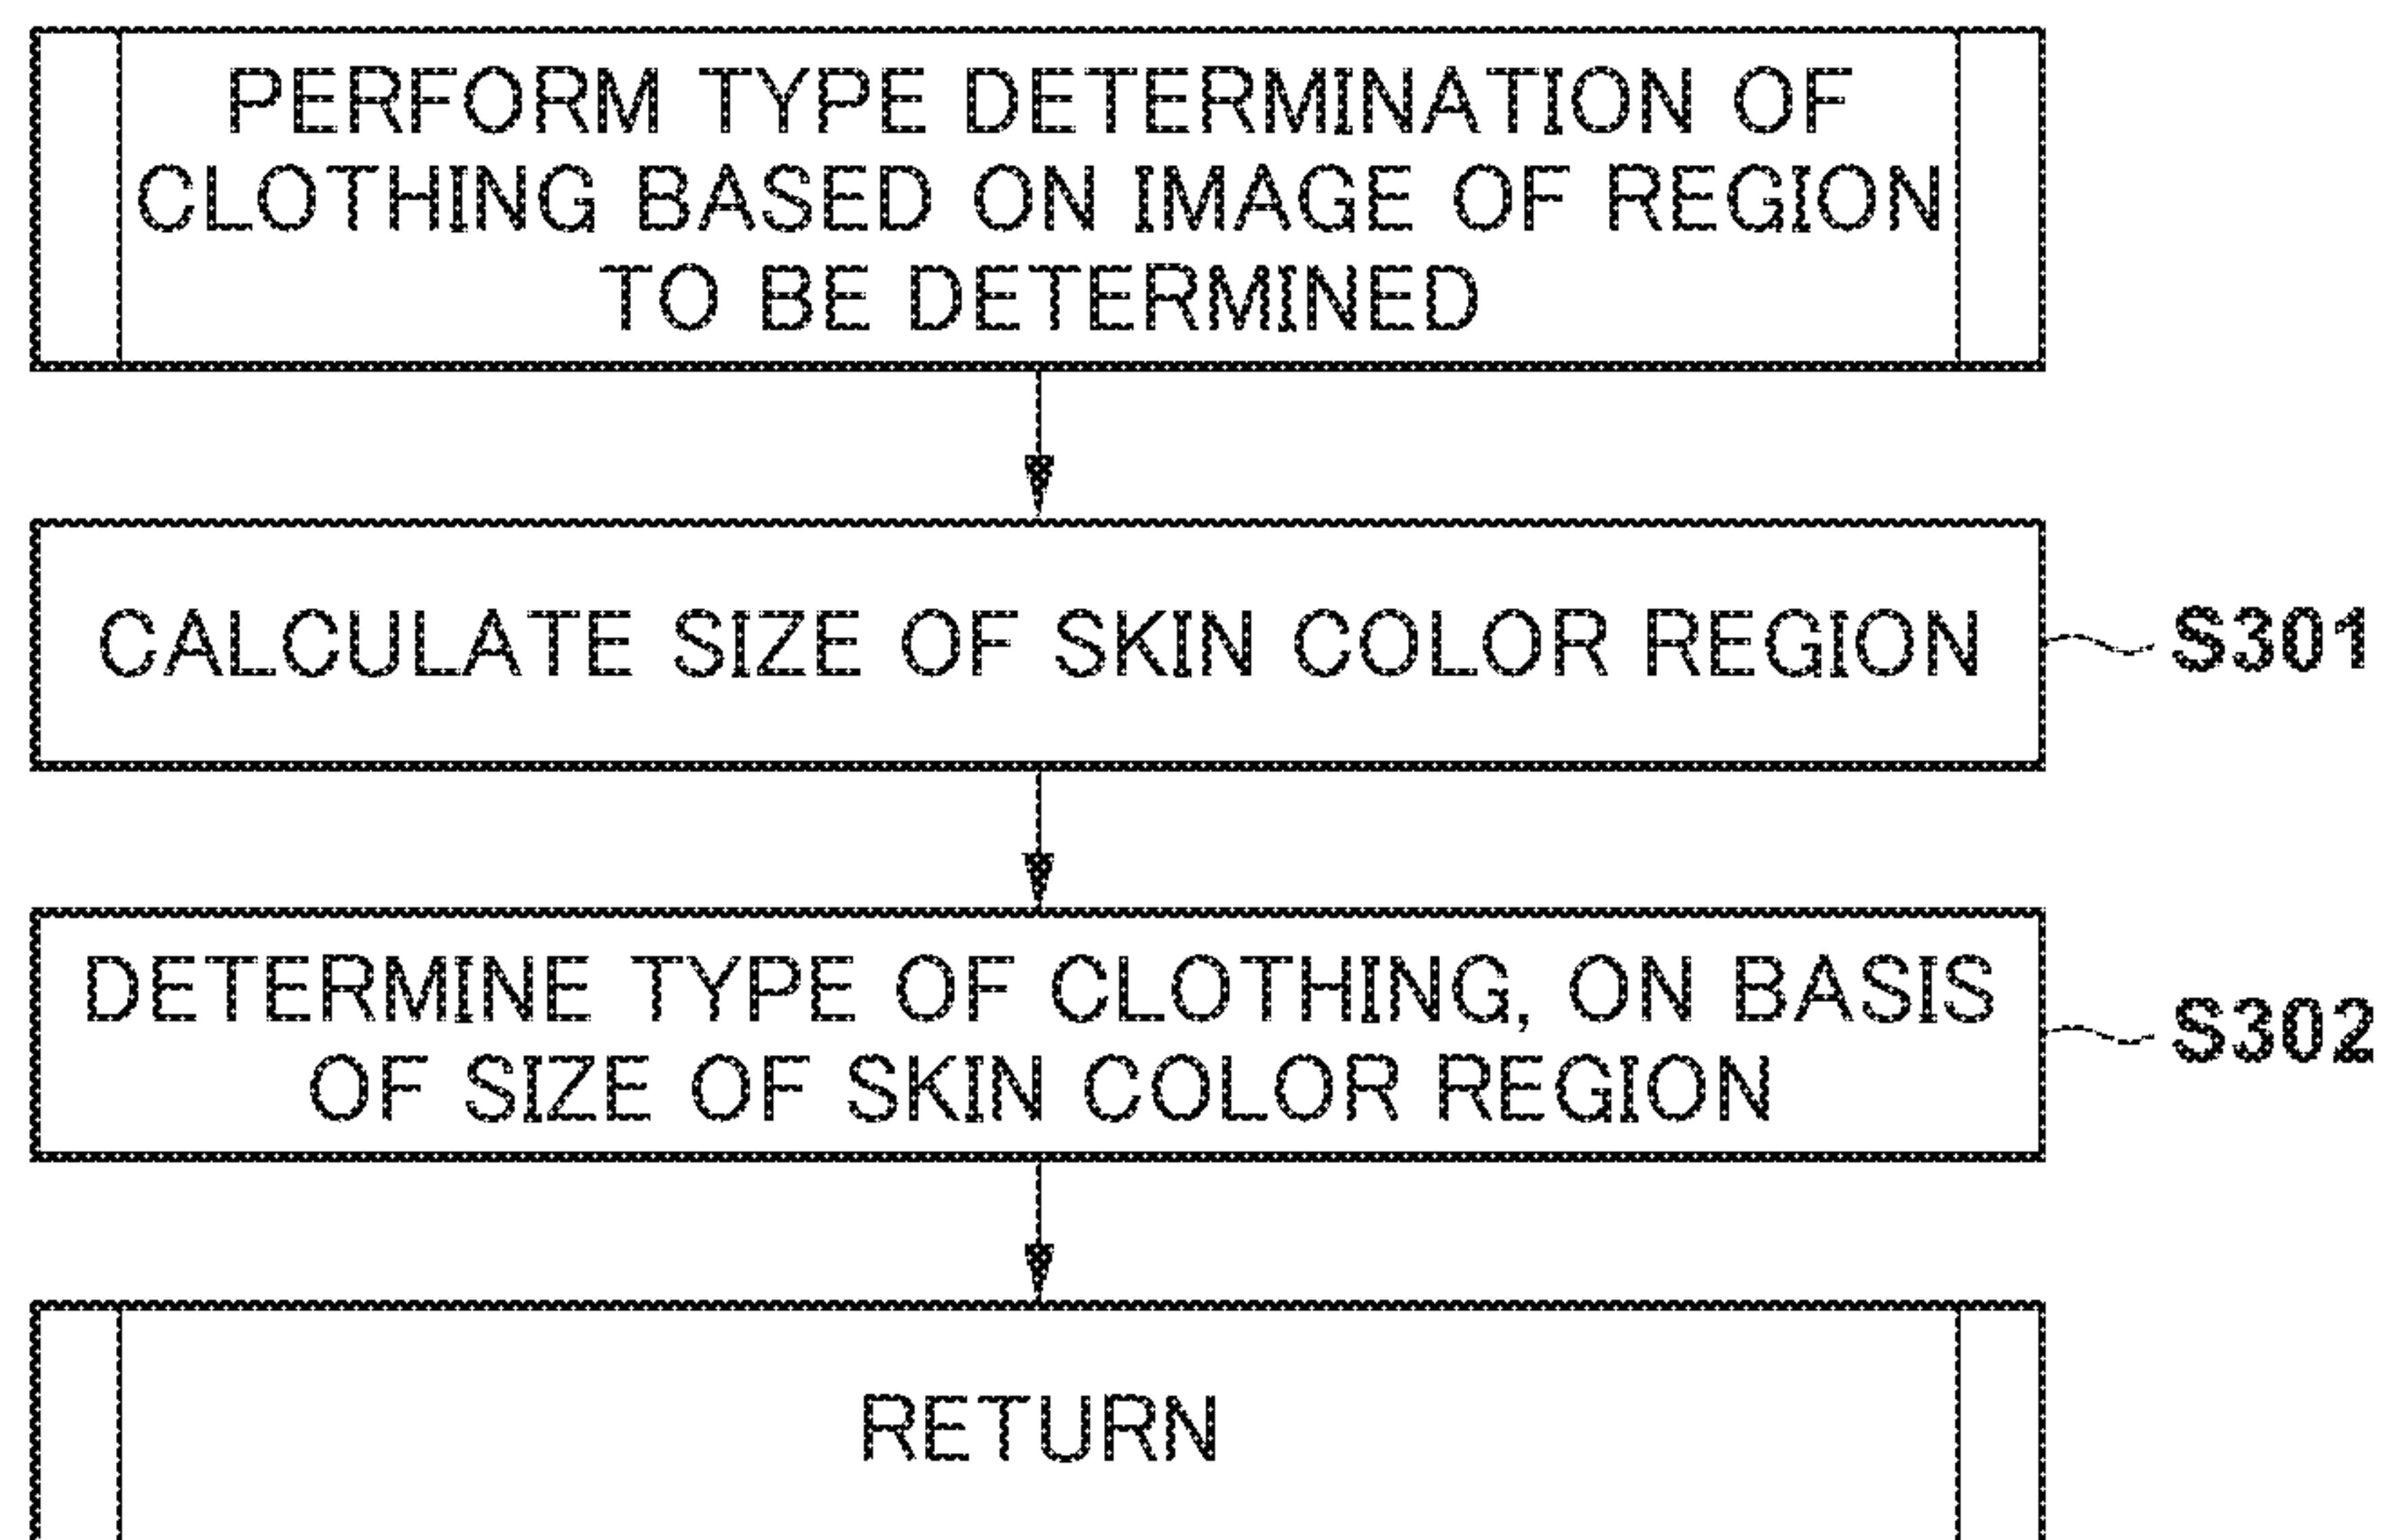 PERFORM TYPE DETERMINATION OF
CLOTHING BASED ON IMAGE OF REGION
TO BE DETERMINED
CALCULATE SIZE OF SKIN COLOR REGION
S301
DETERMINE TYPE OF CLOTHING, ON BASIS
OF SIZE OF SKIN COLOR REGION
S302
RETURN